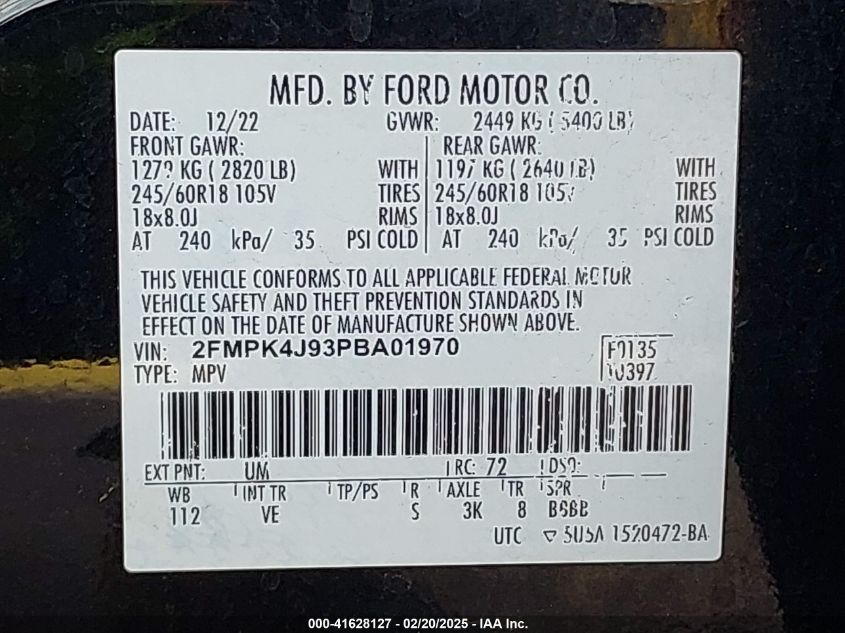 MFD. BY FORD MOTOR CO.
DATE: 12/22 GVWR: 2449 KG ( 5400 LB)
FRONT GAWR: REAR GAWR:
1279 KG ( 2820 LB) WITH 1197 KG ( 2640 LB) WITH
245/60R18 105V TIRES 245/60R18 105V TIRES
18x8.0J RIMS 18x8.0J RIMS
AT 240 kPa/ 35 PSI COLD AT 240 kPa/ 35 PSI COLD
THIS VEHICLE CONFORMS TO ALL APPLICABLE FEDERAL MOTOR
VEHICLE SAFETY AND THEFT PREVENTION STANDARDS IN
EFFECT ON THE DATE OF MANUFACTURE SHOWN ABOVE.
VIN: 2FMPK4J93PBA01970 F0135
TYPE: MPV 10397
EXT PNT: UM RC: 72 DSO:
WB INT TR TP/PS R AXLE TR SPR
112 VE S 3K 8 BSBB
UTC 5U5A 1520472-BA
000-41628127 - 02/20/2025 - IAA Inc.